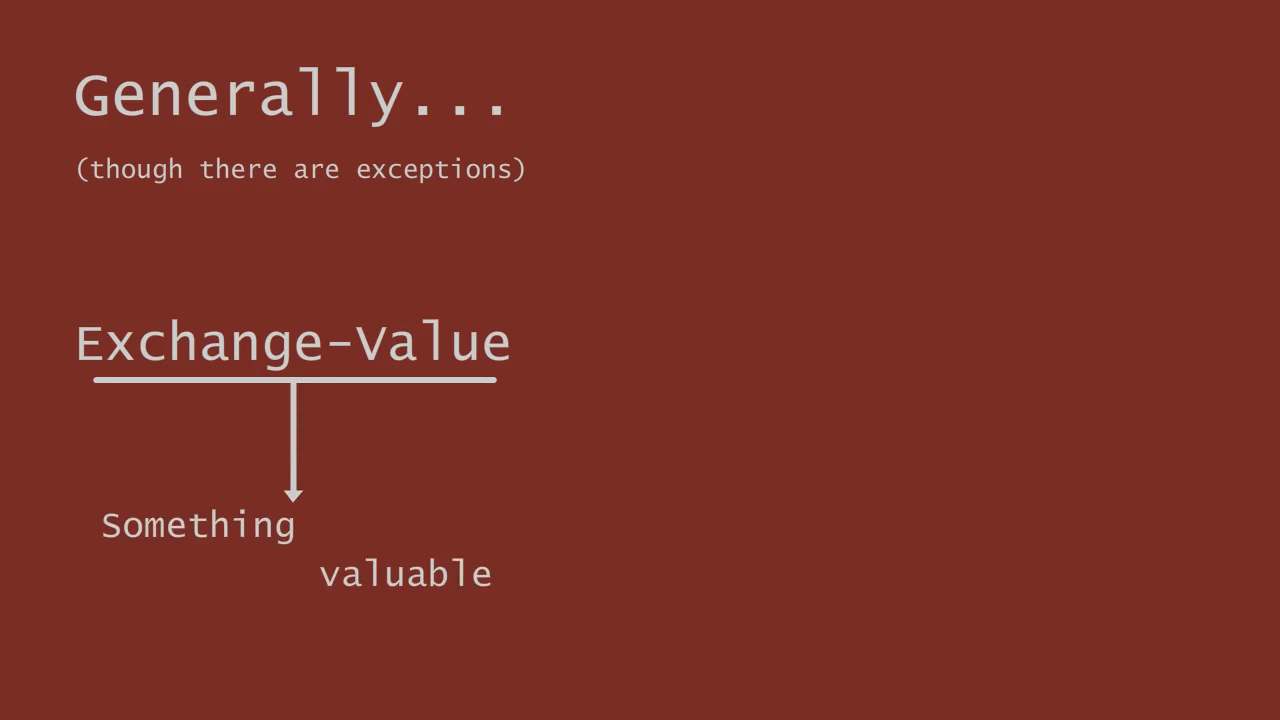 Generally...
(though there are exceptions)
Exchange-Value
Something
valuable